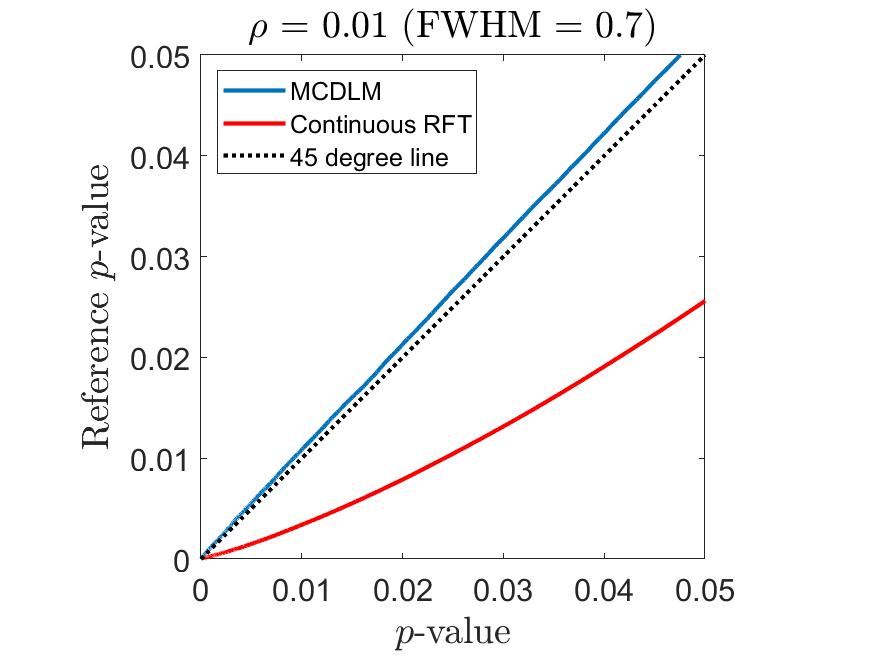 ρ = 0.01 (FWHM = 0.7)
MCDLM
Continuous RFT
45 degree line
Reference p-value
0.05
0.04
0.03
0.02
0.01
0
0 0.01 0.02 0.03 0.04 0.05
p-value